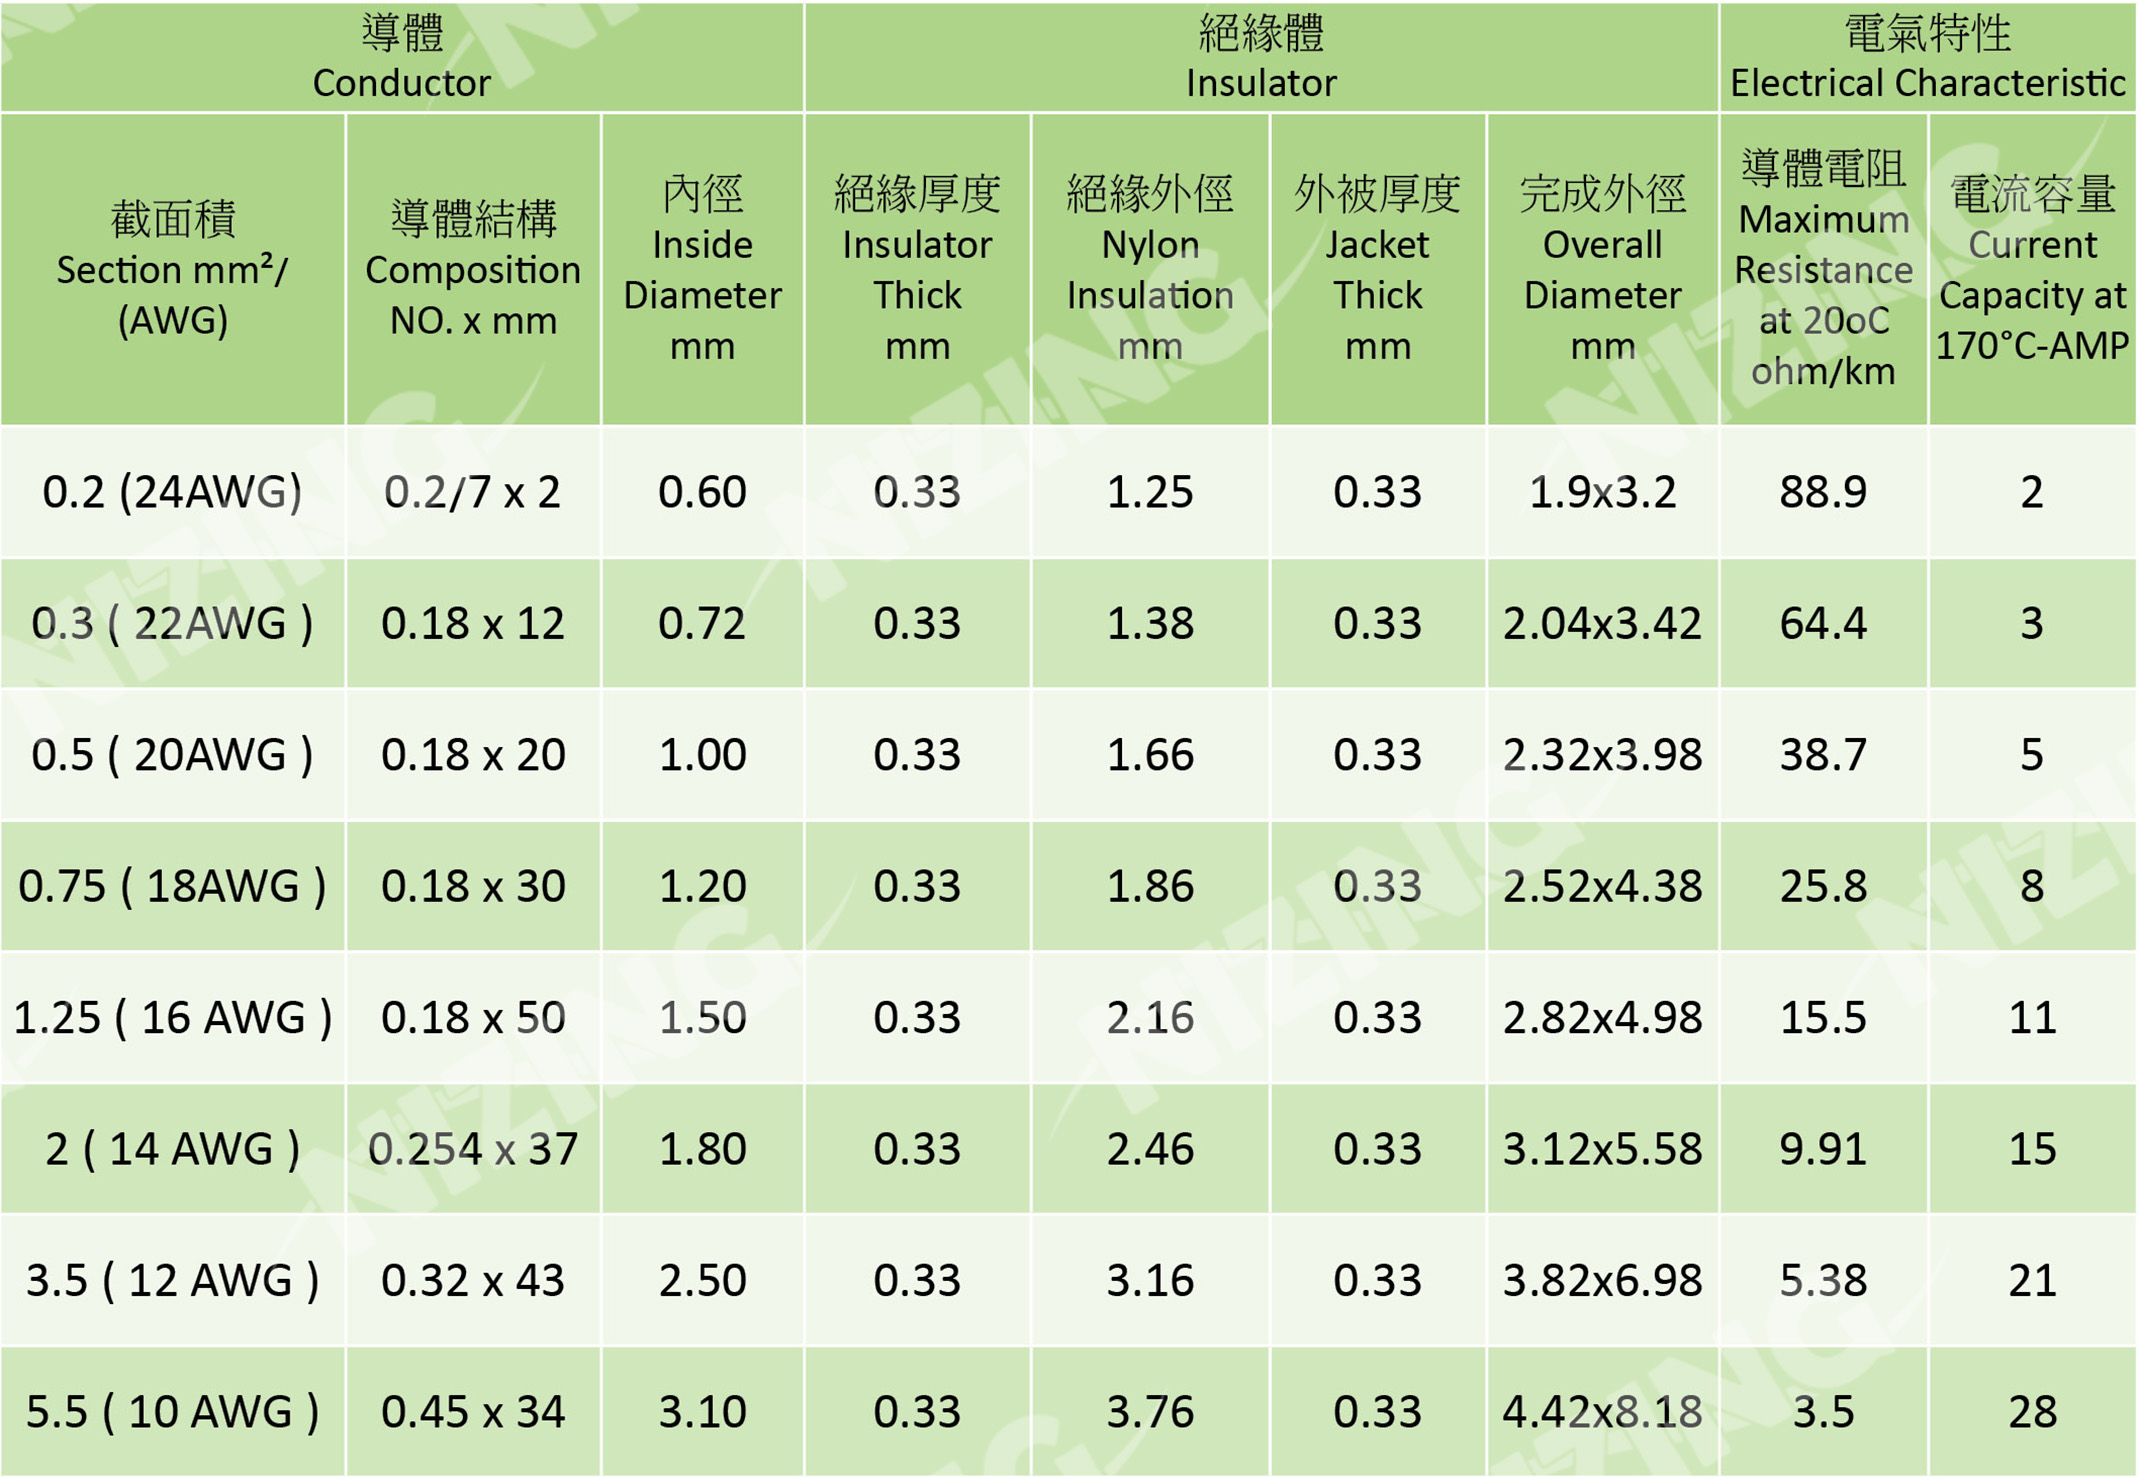 導體
Conductor
絕緣體
Insulator
電氣特性
Electrical Characteristic
截面積
Section mm²/
(AWG)
導體結構
Composition
NO. x mm
內徑
Inside
Diameter
mm
絕緣厚度
Insulator
Thick
mm
絕緣外徑
Nylon
Insulation
mm
外被厚度
Jacket
Thick
mm
完成外徑
Overall
Diameter
mm
導體電阻
Maximum
Resistance
at 20oC
ohm/km
電流容量
Current
Capacity at
170°C-AMP
0.2 (24AWG) 0.2/7 x 2 0.60 0.33 1.25 0.33 1.9x3.2 88.9 2
0.3 ( 22AWG ) 0.18 x 12 0.72 0.33 1.38 0.33 2.04x3.42 64.4 3
0.5 ( 20AWG ) 0.18 x 20 1.00 0.33 1.66 0.33 2.32x3.98 38.7 5
0.75 ( 18AWG ) 0.18 x 30 1.20 0.33 1.86 0.33 2.52x4.38 25.8 8
1.25 ( 16 AWG ) 0.18 x 50 1.50 0.33 2.16 0.33 2.82x4.98 15.5 11
2 ( 14 AWG ) 0.254 x 37 1.80 0.33 2.46 0.33 3.12x5.58 9.91 15
3.5 ( 12 AWG ) 0.32 x 43 2.50 0.33 3.16 0.33 3.82x6.98 5.38 21
5.5 ( 10 AWG ) 0.45 x 34 3.10 0.33 3.76 0.33 4.42x8.18 3.5 28
NIZING
NIZING
NIZING
NIZING
NIZING
NIZING
NIZING
NIZING
NIZING